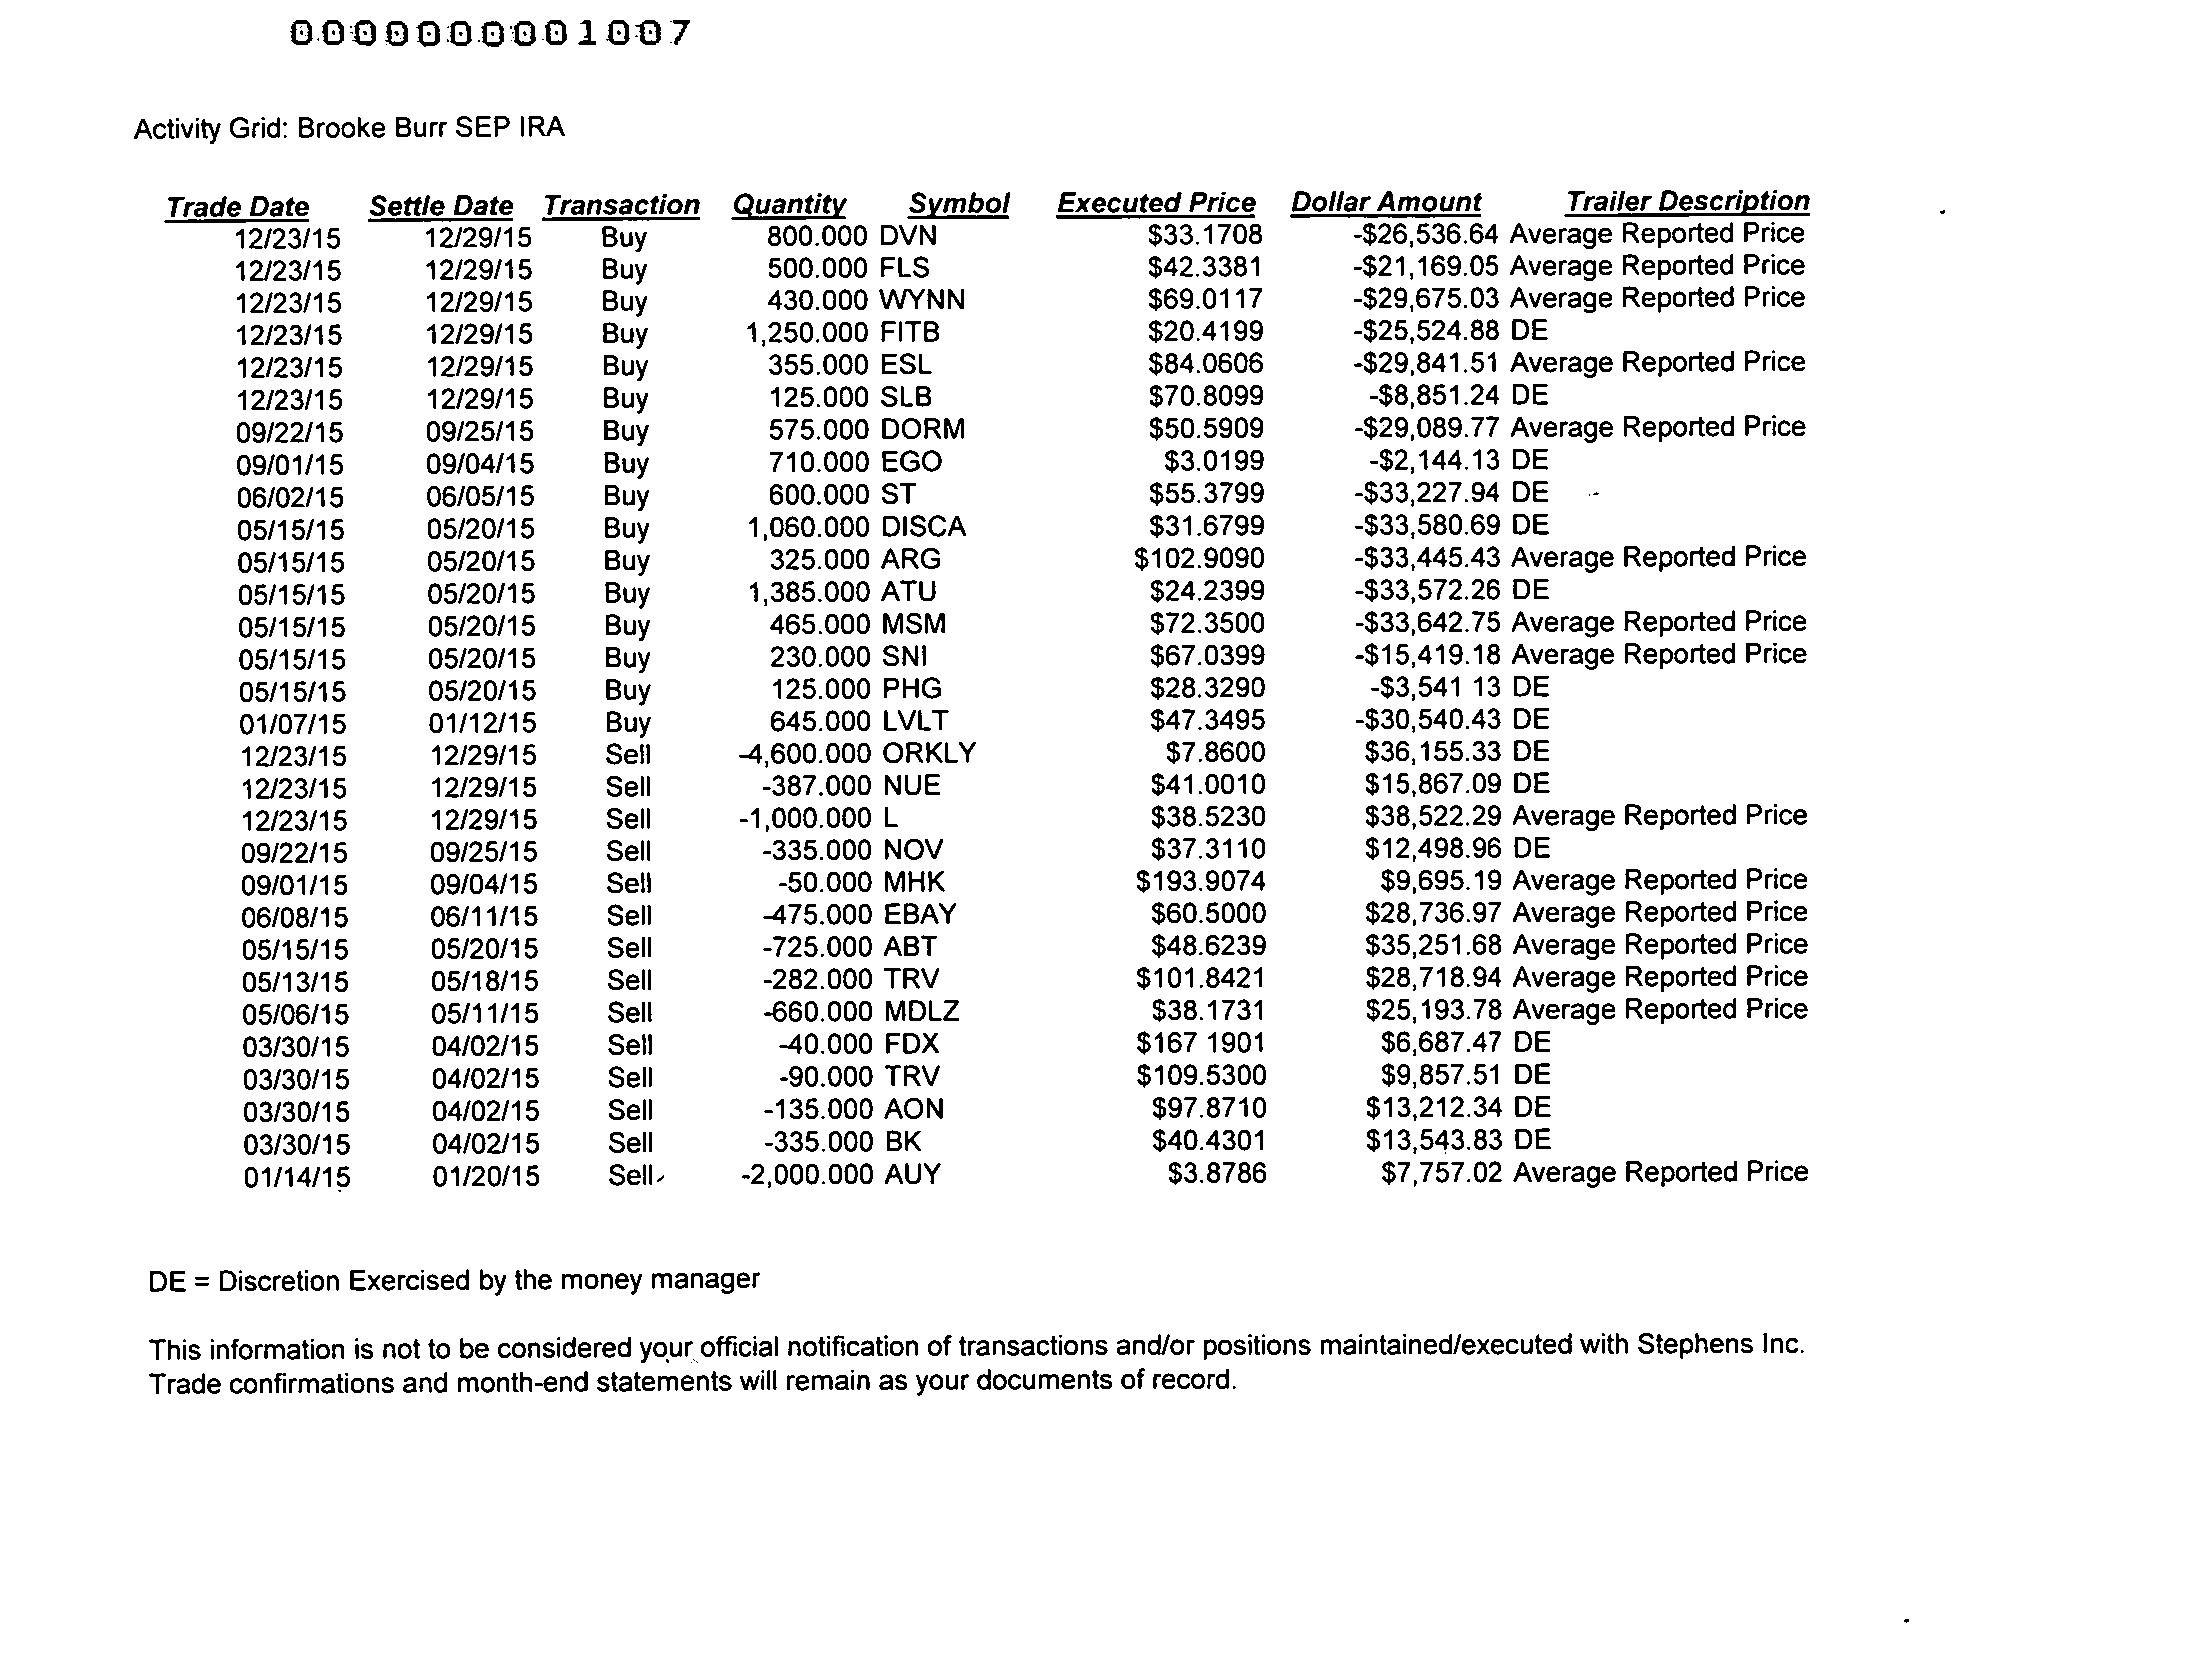 0000000001007
Activity Grid: Brooke Burr SEP IRA
Trade Date Settle Date Transaction Quantity Symbol Executed Price Dollar Amount Trailer Description
12/23/15 12/29/15 Buy 800.000 DVN $33.1708 -$26,536.64 Average Reported Price
12/23/15 12/29/15 Buy 500.000 FLS $42.3381 -$21,169.05 Average Reported Price
12/23/15 12/29/15 Buy 430.000 WYNN $69.0117 -$29,675.03 Average Reported Price
12/23/15 12/29/15 Buy 1,250.000 FITB $20.4199 -$25,524.88 DE
12/23/15 12/29/15 Buy 355.000 ESL $84.0606 -$29,841.51 Average Reported Price
12/23/15 12/29/15 Buy 125.000 SLB $70.8099 -$8,851.24 DE
09/22/15 09/25/15 Buy 575.000 DORM $50.5909 -$29,089.77 Average Reported Price
09/01/15 09/04/15 Buy 710.000 EGO $3.0199 -$2,144.13 DE
06/02/15 06/05/15 Buy 600.000 ST $55.3799 -$33,227.94 DE
05/15/15 05/20/15 Buy 1,060.000 DISCA $31.6799 -$33,580.69 DE
05/15/15 05/20/15 Buy 325.000 ARG $102.9090 -$33,445.43 Average Reported Price
05/15/15 05/20/15 Buy 1,385.000 ATU $24.2399 -$33,572.26 DE
05/15/15 05/20/15 Buy 465.000 MSM $72.3500 -$33,642.75 Average Reported Price
05/15/15 05/20/15 Buy 230.000 SNI $67.0399 -$15,419.18 Average Reported Price
05/15/15 05/20/15 Buy 125.000 PHG $28.3290 -$3,541 13 DE
01/07/15 01/12/15 Buy 645.000 LVLT $47.3495 -$30,540.43 DE
12/23/15 12/29/15 Sell -4,600.000 ORKLY $7.8600 $36,155.33 DE
12/23/15 12/29/15 Sell -387.000 NUE $41.0010 $15,867.09 DE
12/23/15 12/29/15 Sell -1,000.000 L $38.5230 $38,522.29 Average Reported Price
09/22/15 09/25/15 Sell -335.000 NOV $37.3110 $12,498.96 DE
09/01/15 09/04/15 Sell -50.000 MHK $193.9074 $9,695.19 Average Reported Price
06/08/15 06/11/15 Sell -475.000 EBAY $60.5000 $28,736.97 Average Reported Price
05/15/15 05/20/15 Sell -725.000 ABT $48.6239 $35,251.68 Average Reported Price
05/13/15 05/18/15 Sell -282.000 TRV $101.8421 $28,718.94 Average Reported Price
05/06/15 05/11/15 Sell -660.000 MDLZ $38.1731 $25,193.78 Average Reported Price
03/30/15 04/02/15 Sell -40.000 FDX $167 1901 $6,687.47 DE
03/30/15 04/02/15 Sell -90.000 TRV $109.5300 $9,857.51 DE
03/30/15 04/02/15 Sell -135.000 AON $97.8710 $13,212.34 DE
03/30/15 04/02/15 Sell -335.000 BK $40.4301 $13,543.83 DE
01/14/15 01/20/15 Sell -2,000.000 AUY $3.8786 $7,757.02 Average Reported Price
DE = Discretion Exercised by the money manager
This information is not to be considered your official notification of transactions and/or positions maintained/executed with Stephens Inc.
Trade confirmations and month-end statements will remain as your documents of record.